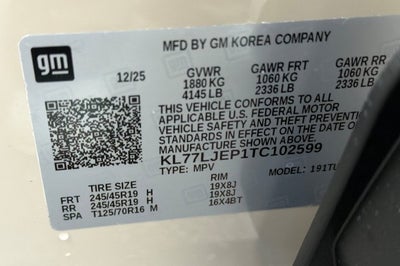 gm
MFD BY GM KOREA COMPANY
12/25 GVWR GAWR FRT GAWR RR
1880 KG 1060 KG 1060 KG
4145 LB 2336 LB 2336 LB
THIS VEHICLE CONFORMS TO ALL
APPLICABLE U.S. FEDERAL MOTOR
VEHICLE SAFETY AND THEFT PREVENTION
STANDARDS IN EFFECT ON THE DATE OF
MANUFACTURE SHOWN ABOVE.
KL77LJEP1TC102599
TYPE: MPV MODEL: 191TU
TIRE SIZE RIM
FRT 245/45R19 H 19X8J
RR 245/45R19 H 19X8J
SPA T125/70R16 M 16X4BT